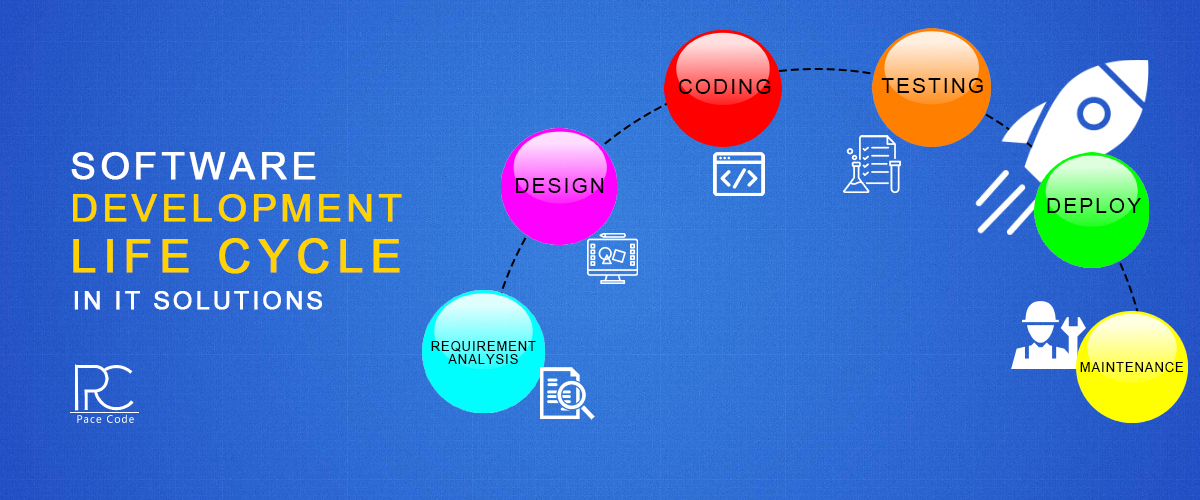 SOFTWARE
DEVELOPMENT
LIFE CYCLE
IN IT SOLUTIONS
PC
Pace Code
REQUIREMENT
ANALYSIS
DESIGN
CODING
</>
TESTING
DEPLOY
MAINTENANCE